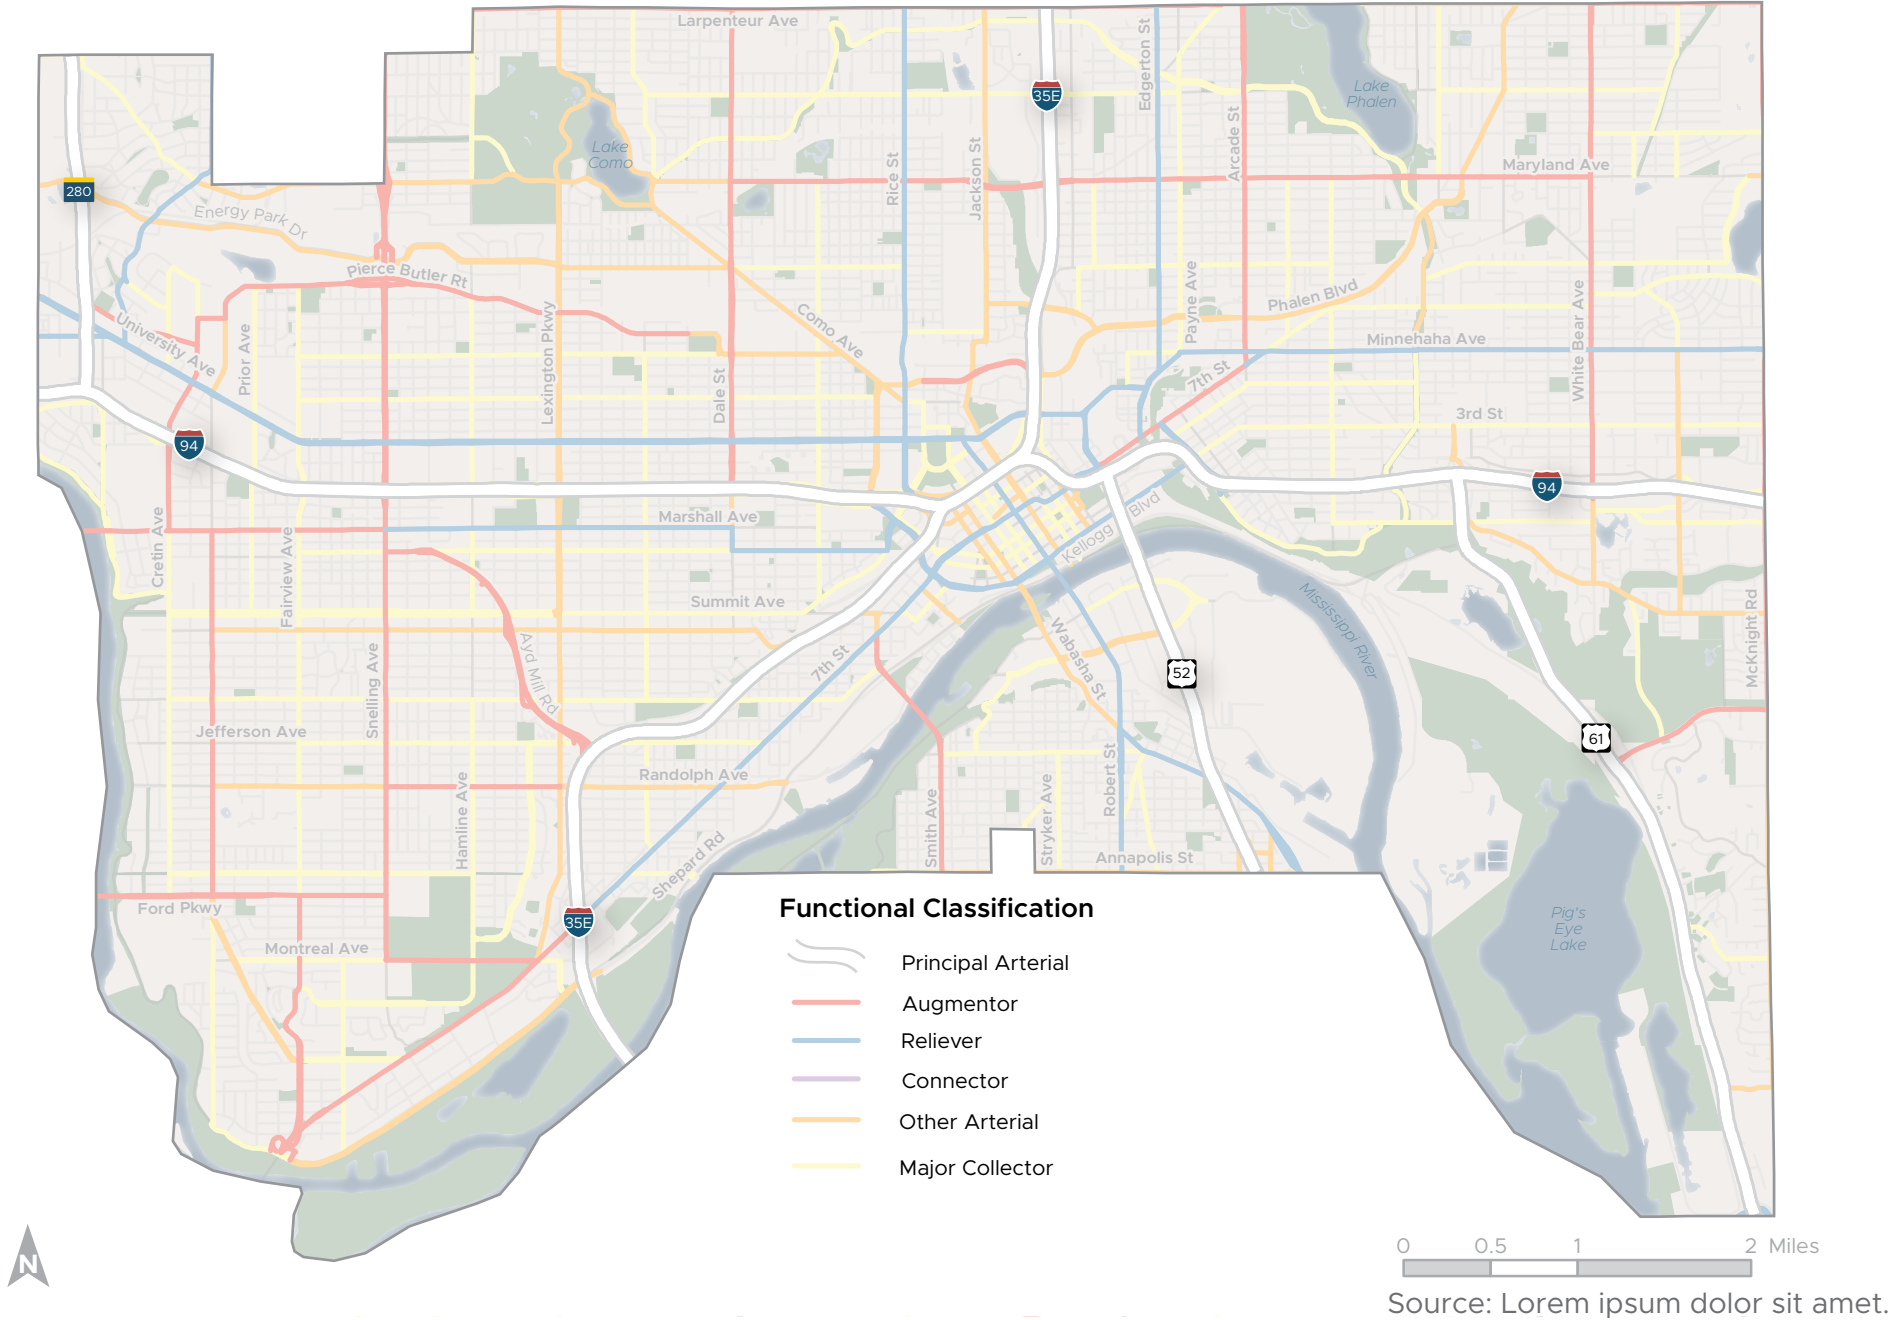 Larpenteur Ave
Edgerton St
35E
Lake
Phalen
Lake
Como
Arcade St
Rice St
Jackson St
Maryland Ave
280
Energy Park Dr
Pierce Butler Rt
University Ave
Prior Ave
Lexington Pkwy
Como Ave
Dale St
Payne Ave
Phalen Blvd
Minnehaha Ave
White Bear Ave
7th St
3rd St
94
94
Marshall Ave
Kellogg Blvd
Cretin Ave
Fairview Ave
Summit Ave
Mississippi River
McKnight Rd
Ayd Mill Rd
Wabasha St
7th St
52
Snelling Ave
Jefferson Ave
61
Randolph Ave
Hamline Ave
Smith Ave
Stryker Ave
Robert St
Shepard Rd
Annapolis St
Ford Pkwy
35E
Montreal Ave
Pig's
Eye
Lake
Functional Classification
Principal Arterial
Augmentor
Reliever
Connector
Other Arterial
Major Collector
N
0 0.5 1 2 Miles
Source: Lorem ipsum dolor sit amet.